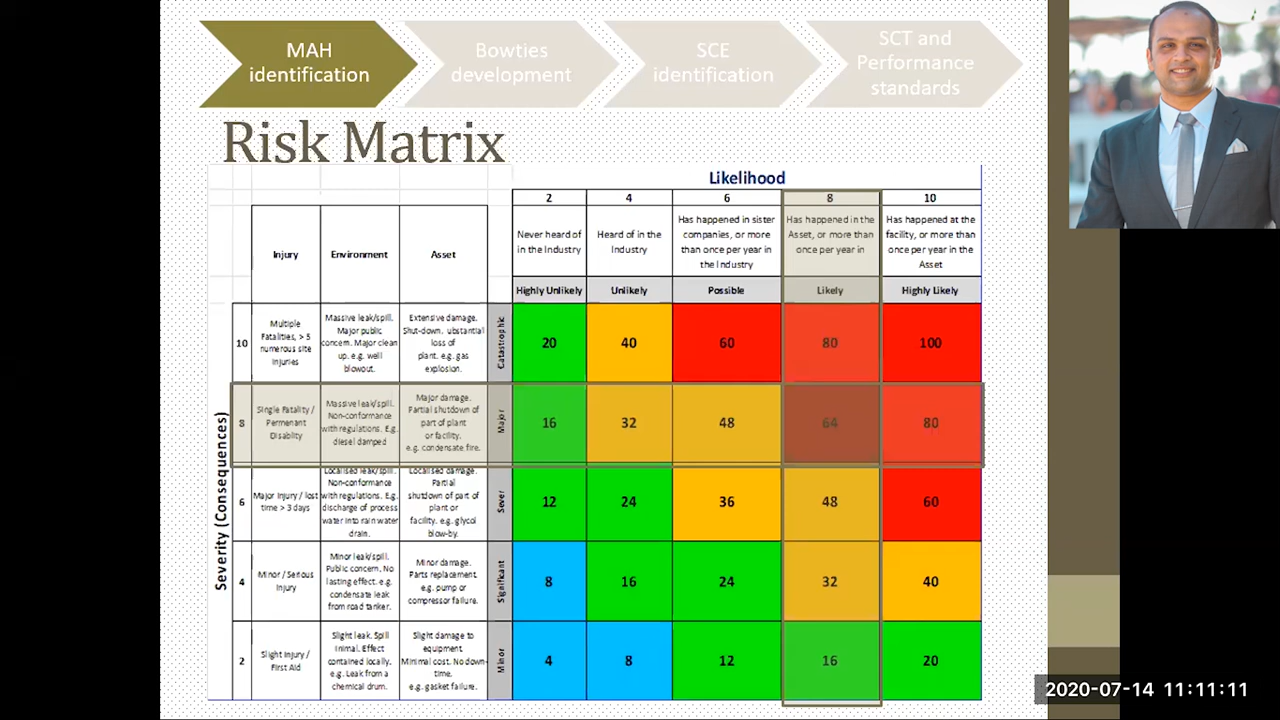 MAH
identification
Bowties
development
SCE
identification
SCT and
Performance
standards
Risk Matrix
Likelihood
2
4
6
8
10
Injury
Environment
Asset
Never heard of
in the Industry
Heard of in the
Industry
Has happened in sister
companies, or more
than once per year in
the Industry
Has happened in the
Asset, or more than
once per year in
Has happened at the
facility, or more than
once per year in the
Asset
Highly Unlikely
Unlikely
Possible
Likely
Highly Likely
Severity (Consequences)
10
Multiple
Fatalities, > 5
numerous site
Injuries
Massive leak/spill.
Major public
concern. Major clean
up. e.g. well
blowout.
Extensive damage.
Shut-down. ubstantial
loss of
plant. e.g. gas
explosion.
Catastrophic
20
40
60
80
100
8
Single Fatality /
Permenant
Disablity
Massive leak/spill.
Non-conformance
with regulations. E.g.
diesel damped
Major damage.
Partial shutdown of
part of plant
or facility.
e.g. condensate fire.
Major
16
32
48
64
80
6
Major Injury / lost
time > 3 days
Localised leak/spill.
Non-conformance
with regulations. E.g.
discharge of process
water into rain water
drain.
Localised damage.
Partial
shutdown of part of
plant or
facility. e.g. glycol
blow-by.
Sever
12
24
36
48
60
4
Minor / Serious
Injury
Minor leak/spill.
Public concern. No
lasting effect. e.g.
condensate leak
from road tanker.
Minor damage.
Parts replacement.
e.g. pump or
compressor failure.
Significant
8
16
24
32
40
2
Slight Injury /
First Aid
Slight leak. Spill
inimal. Effect
contained locally.
e.g. Leak from a
chemical drum.
Slight damage to
equipment
Minimal cost. No down-
time.
e.g. gasket failure.
Minor
4
8
12
16
20
2020-07-14 11:11:11